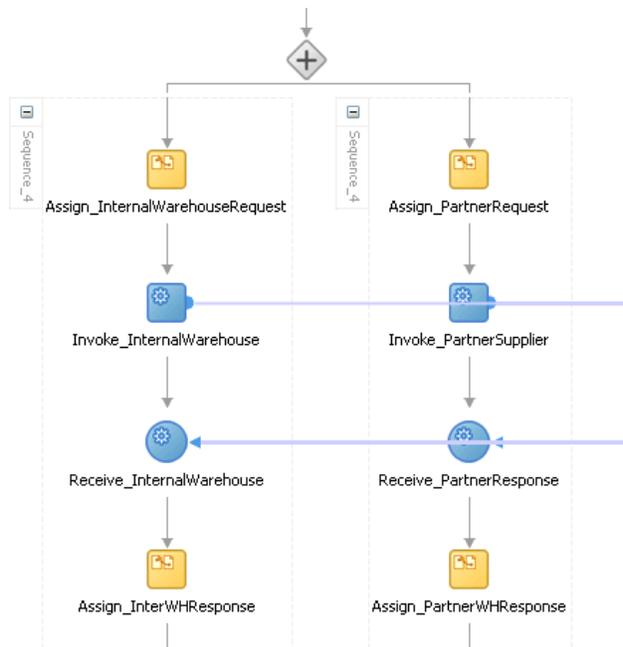 Sequence_4
Sequence_4
Assign_InternalWarehouseRequest
Assign_PartnerRequest
Invoke_InternalWarehouse
Invoke_PartnerSupplier
Receive_InternalWarehouse
Receive_PartnerResponse
Assign_InterWHResponse
Assign_PartnerWHResponse